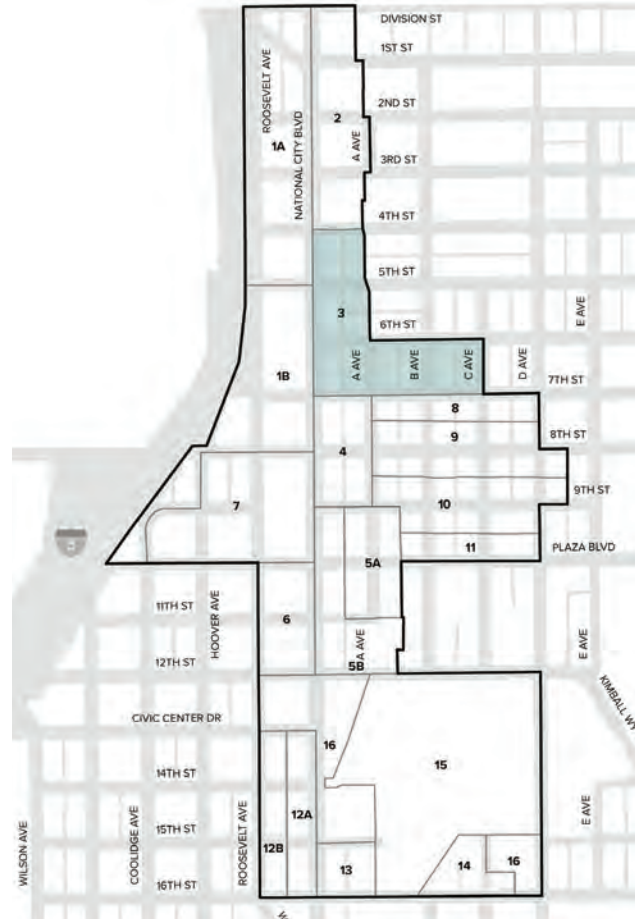 DIVISION ST
1ST ST
ROOSEVELT AVE
NATIONAL CITY BLVD
1A
2
A AVE
2ND ST
3RD ST
4TH ST
5TH ST
3
6TH ST
E AVE
1B
A AVE
B AVE
C AVE
D AVE
7TH ST
8
8TH ST
4
9
9TH ST
7
10
11
PLAZA BLVD
5A
11TH ST
HOOVER AVE
6
A AVE
E AVE
12TH ST
5B
KIMBALL WY
CIVIC CENTER DR
16
15
14TH ST
12A
WILSON AVE
COOLIDGE AVE
15TH ST
ROOSEVELT AVE
E AVE
12B
13
14
16
16TH ST